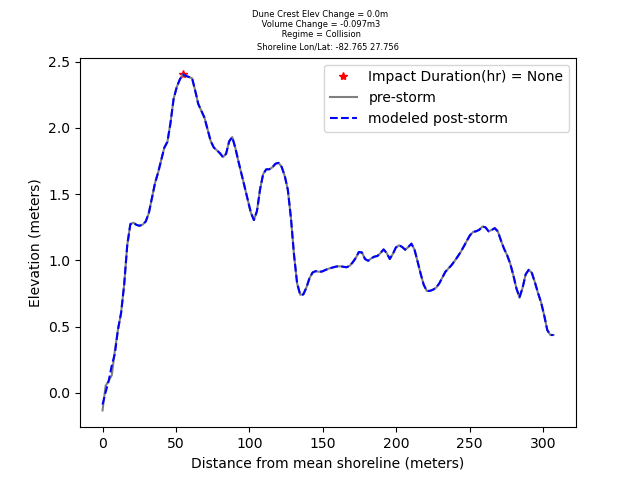 Dune Crest Elev Change = 0.0m
Volume Change = -0.097m3
Regime = Collision
Shoreline Lon/Lat: -82.765 27.756
Impact Duration(hr) = None
pre-storm
modeled post-storm
Elevation (meters)
2.5
2.0
1.5
1.0
0.5
0.0
0 50 100 150 200 250 300
Distance from mean shoreline (meters)